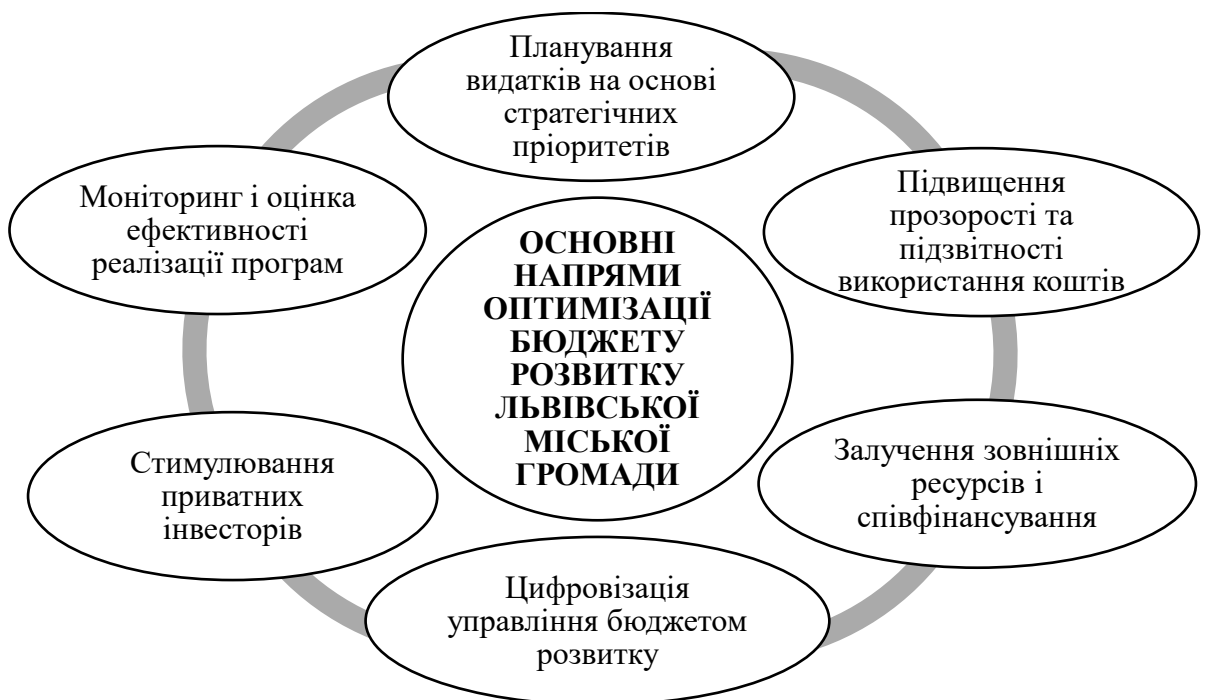 Планування
видатків на основі
стратегічних
пріоритетів
Підвищення
прозорості та
підзвітності
використання коштів
Залучення зовнішніх
ресурсів і
співфінансування
Цифровізація
управління бюджетом
розвитку
Стимулювання
приватних
інвесторів
Моніторинг і оцінка
ефективності
реалізації програм
ОСНОВНІ
НАПРЯМИ
ОПТИМІЗАЦІЇ
БЮДЖЕТУ
РОЗВИТКУ
ЛЬВІВСЬКОЇ
МІСЬКОЇ
ГРОМАДИ